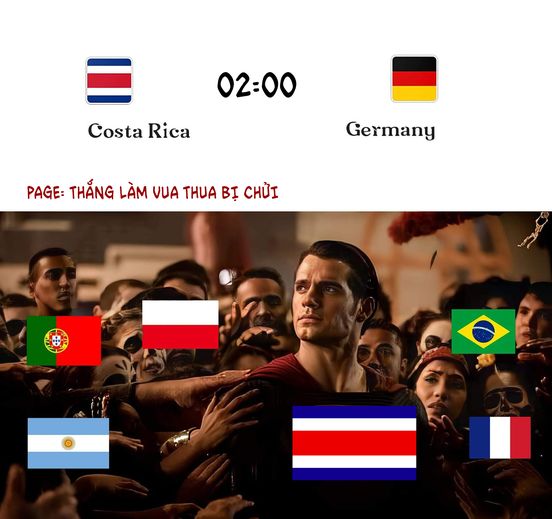 02:00
Costa Rica
Germany
PAGE: THẮNG LÀM VUA THUA BỊ CHỬI